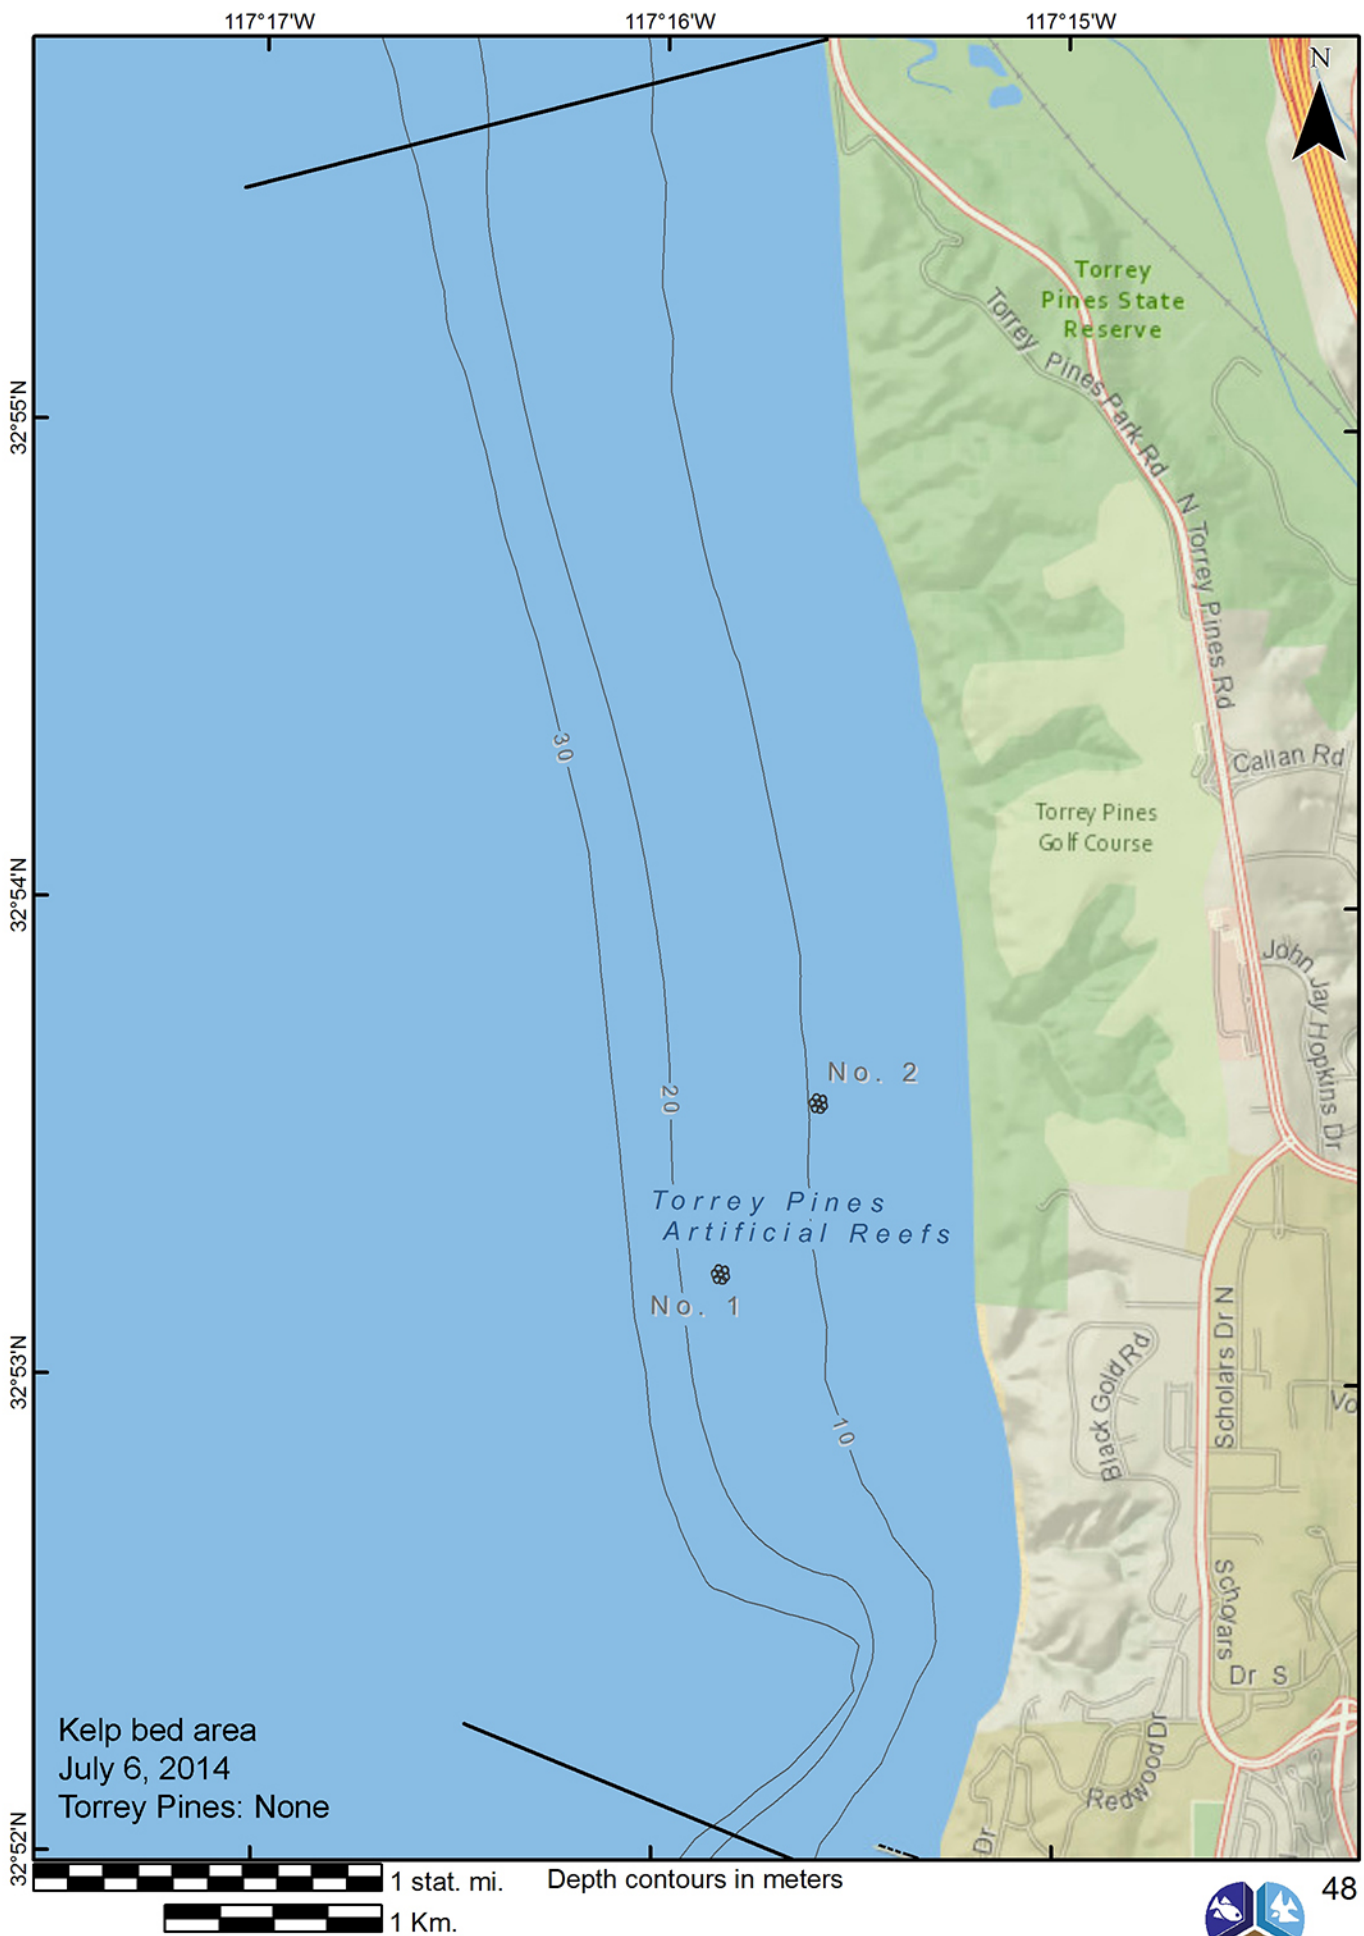 117°17'W
117°16'W
117°15'W
N
Torrey
Pines State
Reserve
Torrey Pines Park Rd
32°55'N
N Torrey Pines Rd
30
Callan Rd
Torrey Pines
Golf Course
32°54'N
John Jay Hopkins Dr
No. 2
20
Torrey Pines
Artificial Reefs
No. 1
Scholars Dr N
Black Gold Rd
32°53'N
Vo
10
Scholars
Dr S
Redwood Dr
Kelp bed area
July 6, 2014
Torrey Pines: None
Dr
32°52'N
1 stat. mi.
Depth contours in meters
48
1 Km.